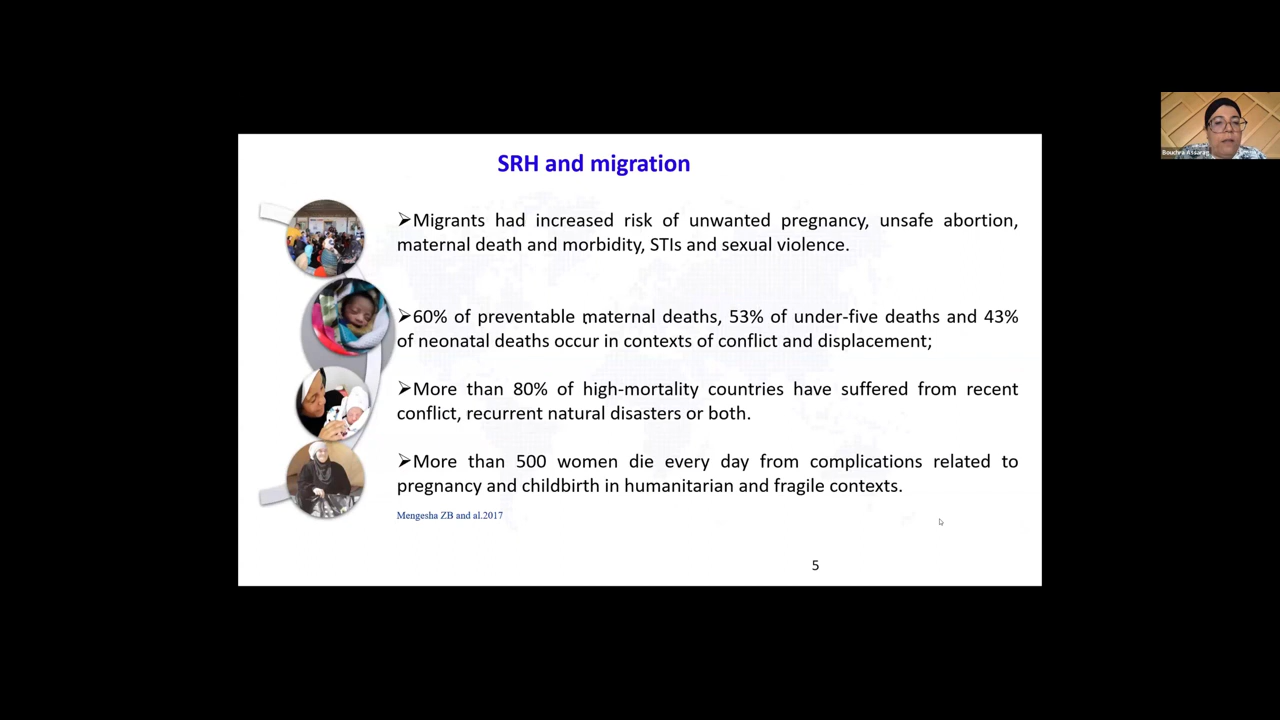 SRH and migration
➢Migrants had increased risk of unwanted pregnancy, unsafe abortion,
maternal death and morbidity, STIs and sexual violence.
➢60% of preventable maternal deaths, 53% of under-five deaths and 43%
of neonatal deaths occur in contexts of conflict and displacement;
➢More than 80% of high-mortality countries have suffered from recent
conflict, recurrent natural disasters or both.
➢More than 500 women die every day from complications related to
pregnancy and childbirth in humanitarian and fragile contexts.
Mengesha ZB and al.2017
5
Bouchra Assarag